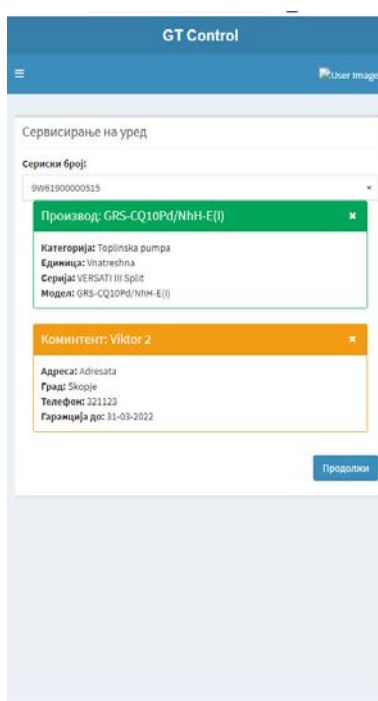 GT Control
User Image
Сервисирање на уред
Сериски број:
9W61900000515
Производ: GRS-CQ10Pd/NhH-E(I)
Категорија: Toplinska pumpa
Единица: Vnatreshna
Серија: VERSATI III Split
Модел: GRS-CQ10Pd/NhH-E(I)
Коминтент: Viktor 2
Адреса: Adresata
Град: Skopje
Телефон: 321123
Гаранција до: 31-03-2022
Продолжи